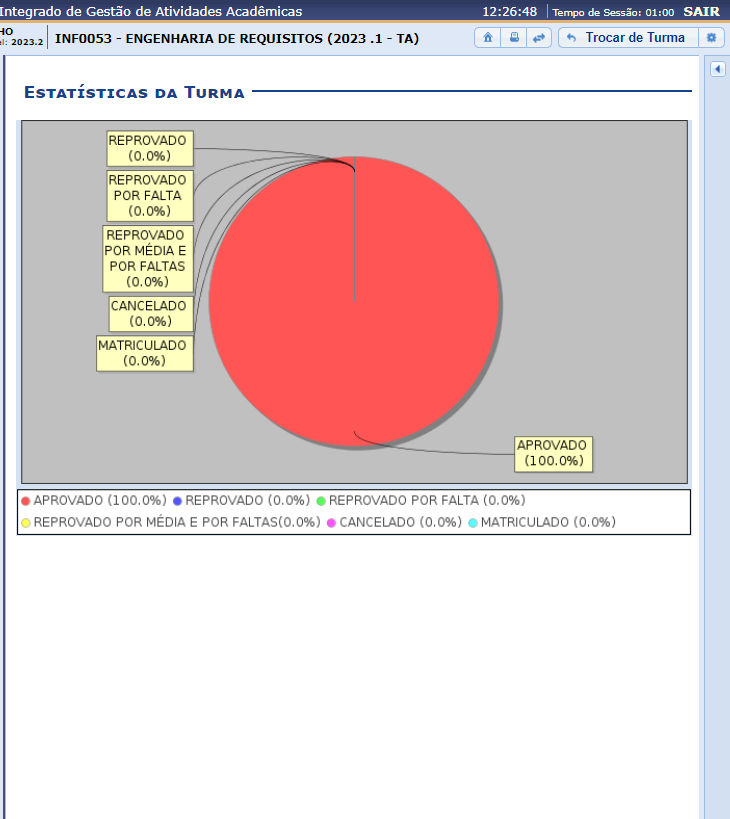 Integrado de Gestão de Atividades Acadêmicas 12:26:48 Tempo de Sessão: 01:00 SAIR
HO
el: 2023.2 INF0053 - ENGENHARIA DE REQUISITOS (2023 .1 - TA) Trocar de Turma
Estatísticas da Turma
REPROVADO
(0.0%)
REPROVADO
POR FALTA
(0.0%)
REPROVADO
POR MÉDIA E
POR FALTAS
(0.0%)
CANCELADO
(0.0%)
MATRICULADO
(0.0%)
APROVADO
(100.0%)
APROVADO (100.0%) REPROVADO (0.0%) REPROVADO POR FALTA (0.0%)
REPROVADO POR MÉDIA E POR FALTAS(0.0%) CANCELADO (0.0%) MATRICULADO (0.0%)